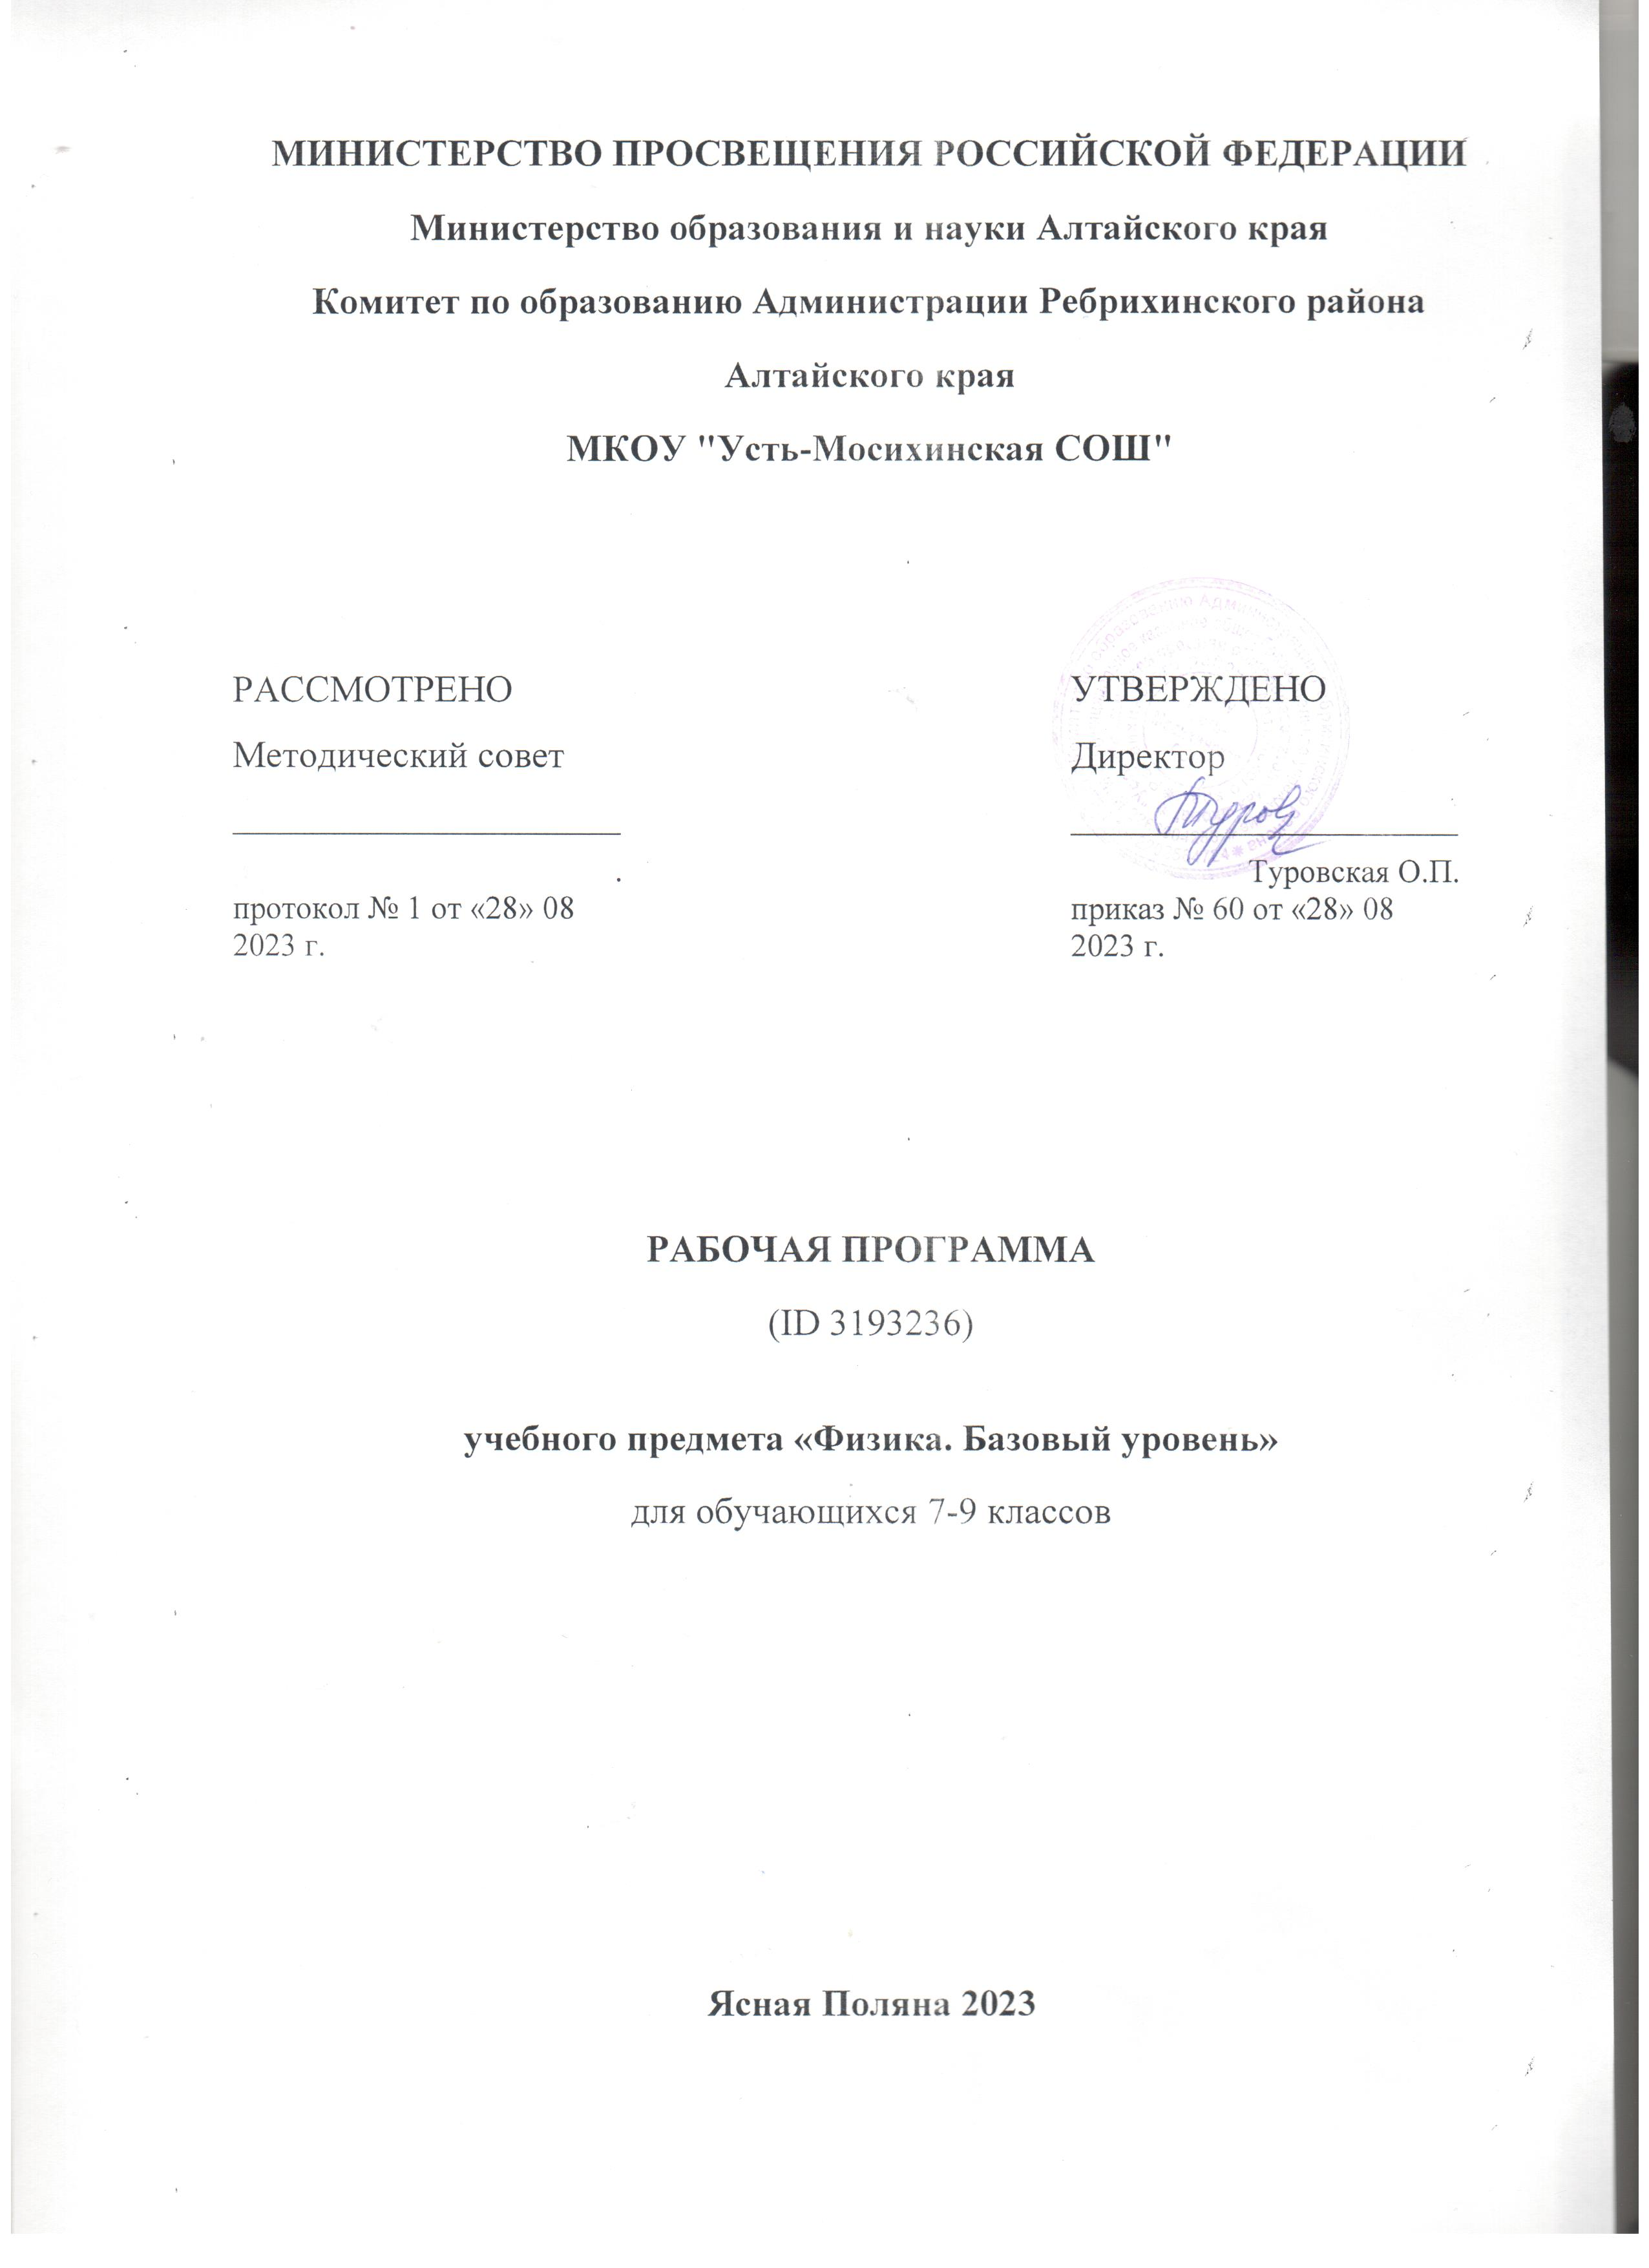 МИНИСТЕРСТВО ПРОСВЕЩЕНИЯ РОССИЙСКОЙ ФЕДЕРАЦИИ
Министерство образования и науки Алтайского края
Комитет по образованию Администрации Ребрихинского района
Алтайского края
МКОУ "Усть-Мосихинская СОШ"
РАССМОТРЕНО
Методический совет
.
протокол № 1 от «28» 08
2023 г.
УТВЕРЖДЕНО
Директор
Туровская О.П.
приказ № 60 от «28» 08
2023 г.
РАБОЧАЯ ПРОГРАММА
(ID 3193236)
учебного предмета «Физика. Базовый уровень»
для обучающихся 7-9 классов
Ясная Поляна 2023